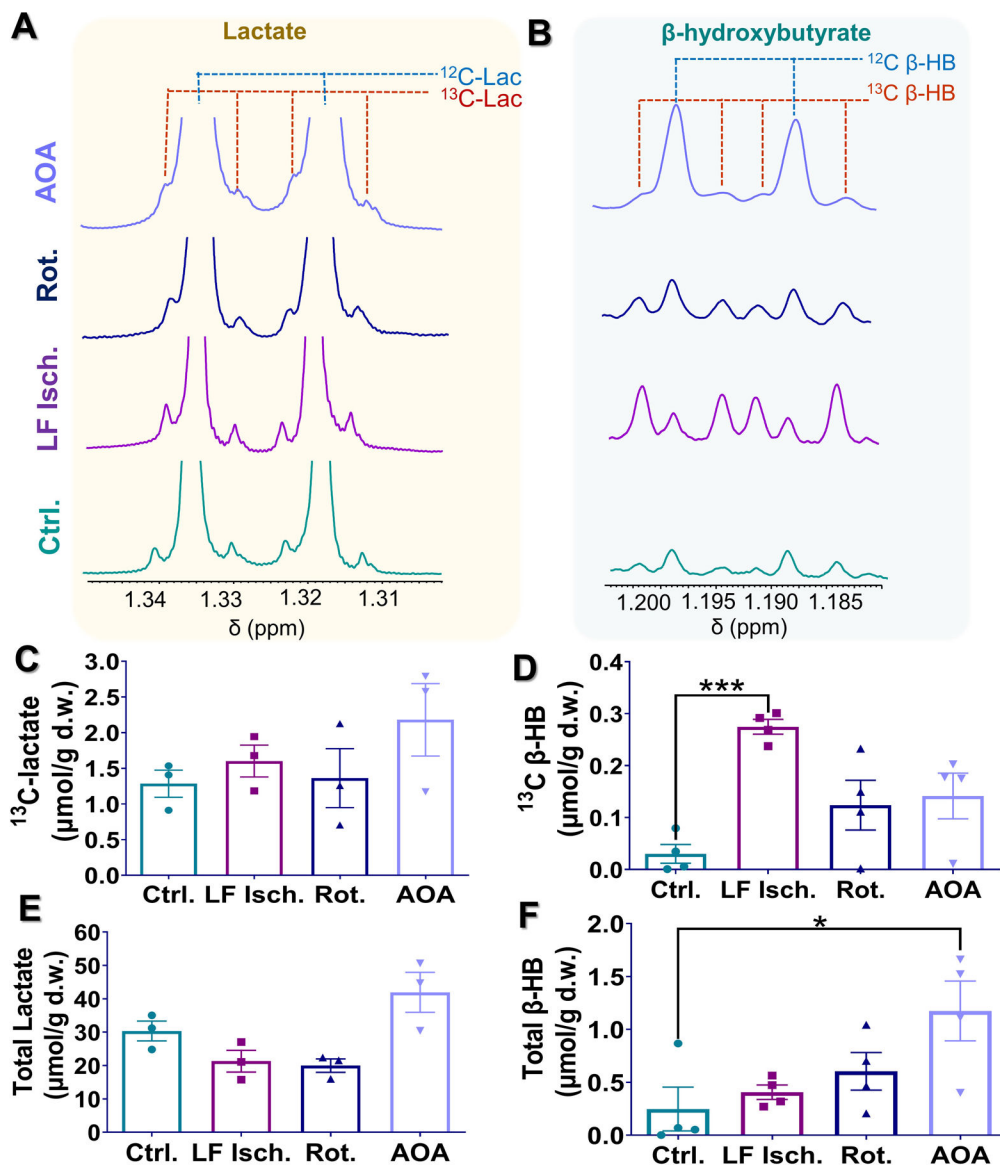 A
Lactate
¹²C-Lac
¹³C-Lac
AOA
Rot.
LF Isch.
Ctrl.
1.34 1.33 1.32 1.31
δ (ppm)
B
β-hydroxybutyrate
¹²C β-HB
¹³C β-HB
1.200 1.195 1.190 1.185
δ (ppm)
C
¹³C-lactate
(µmol/g d.w.)
3.0
2.5
2.0
1.5
1.0
0.5
0.0
Ctrl. LF Isch. Rot. AOA
D
¹³C β-HB
(µmol/g d.w.)
0.4
0.3
0.2
0.1
0.0
***
Ctrl. LF Isch. Rot. AOA
E
Total Lactate
(µmol/g d.w.)
60
50
40
30
20
10
0
Ctrl. LF Isch. Rot. AOA
F
Total β-HB
(µmol/g d.w.)
2.0
1.5
1.0
0.5
0.0
*
Ctrl. LF Isch. Rot. AOA